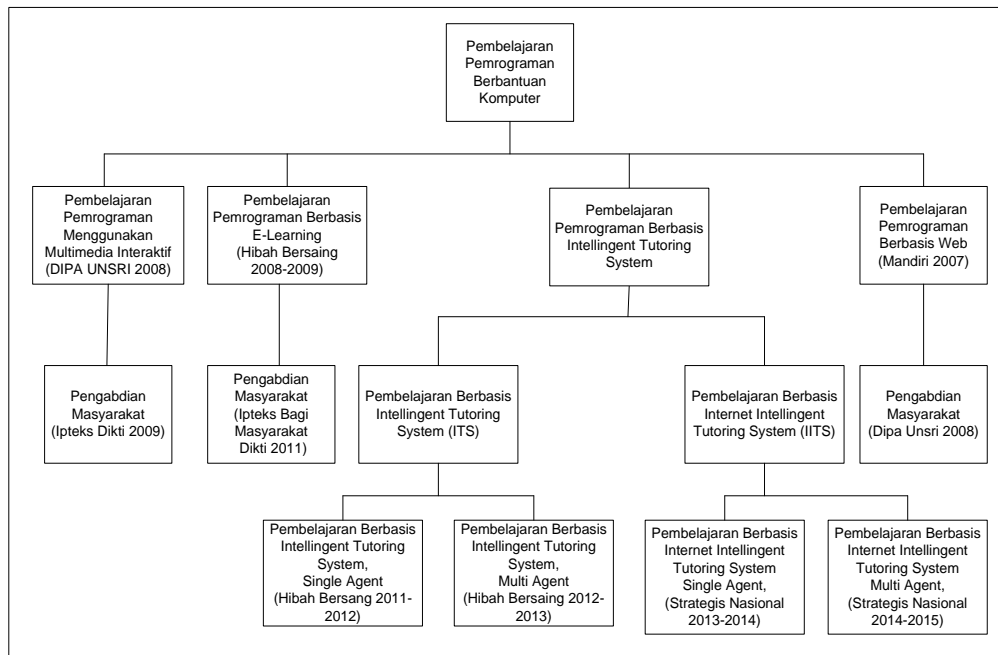 Pembelajaran
Pemrograman
Berbantuan
Komputer
Pembelajaran
Pemrograman
Menggunakan
Multimedia Interaktif
(DIPA UNSRI 2008)
Pembelajaran
Pemrograman Berbasis
E-Learning
(Hibah Bersaing
2008-2009)
Pembelajaran
Pemrograman Berbasis
Intellingent Tutoring
System
Pembelajaran
Pemrograman
Berbasis Web
(Mandiri 2007)
Pengabdian
Masyarakat
(Ipteks Dikti 2009)
Pengabdian
Masyarakat
(Ipteks Bagi
Masyarakat
Dikti 2011)
Pembelajaran Berbasis
Intellingent Tutoring
System (ITS)
Pembelajaran Berbasis
Internet Intellingent
Tutoring System (IITS)
Pengabdian
Masyarakat
(Dipa Unsri 2008)
Pembelajaran Berbasis
Intellingent Tutoring
System,
Single Agent
(Hibah Bersang 2011-
2012)
Pembelajaran Berbasis
Intellingent Tutoring
System,
Multi Agent
(Hibah Bersaing 2012-
2013)
Pembelajaran Berbasis
Internet Intellingent
Tutoring System
Single Agent,
(Strategis Nasional
2013-2014)
Pembelajaran Berbasis
Internet Intellingent
Tutoring System
Multi Agent,
(Strategis Nasional
2014-2015)